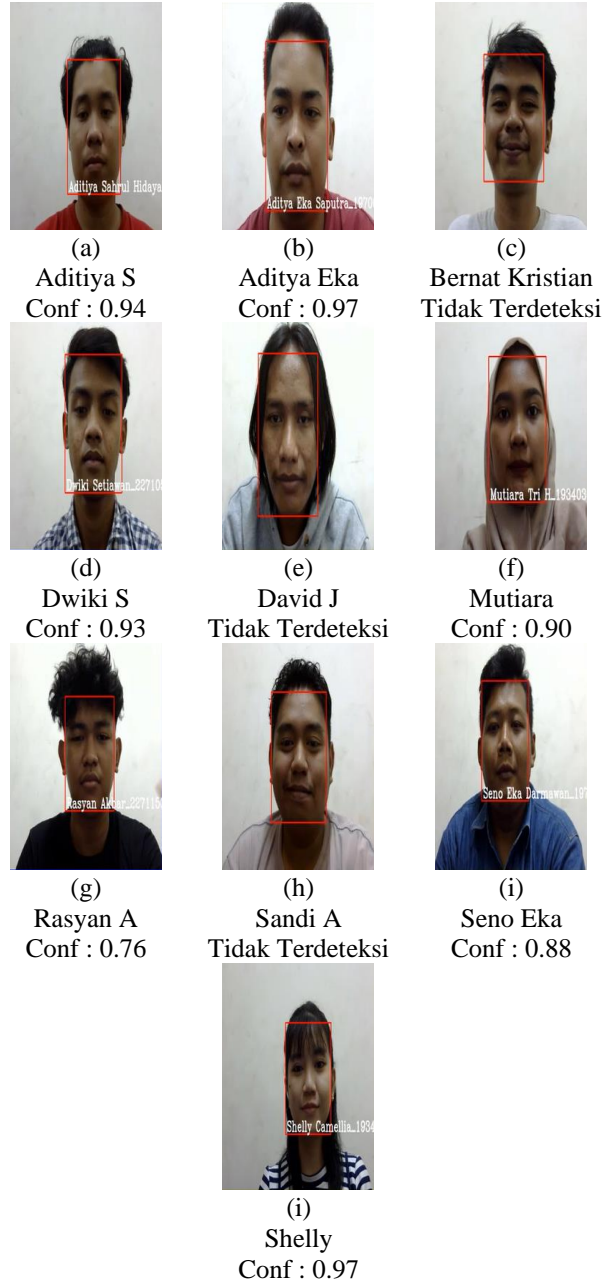 Aditiya Sahrul Hidaya
Aditya Eka Saputra_1970
(a)
(b)
(c)
Aditiya S
Aditya Eka
Bernat Kristian
Conf : 0.94
Conf : 0.97
Tidak Terdeteksi
Dwiki Setiawan_22710
Mutiara Tri H_193403
(d)
(e)
(f)
Dwiki S
David J
Mutiara
Conf : 0.93
Tidak Terdeteksi
Conf : 0.90
Rasyan Akbar_227115
Seno Eka Darmawan_197
(g)
(h)
(i)
Rasyan A
Sandi A
Seno Eka
Conf : 0.76
Tidak Terdeteksi
Conf : 0.88
Shelly Camellia_1934
(i)
Shelly
Conf : 0.97